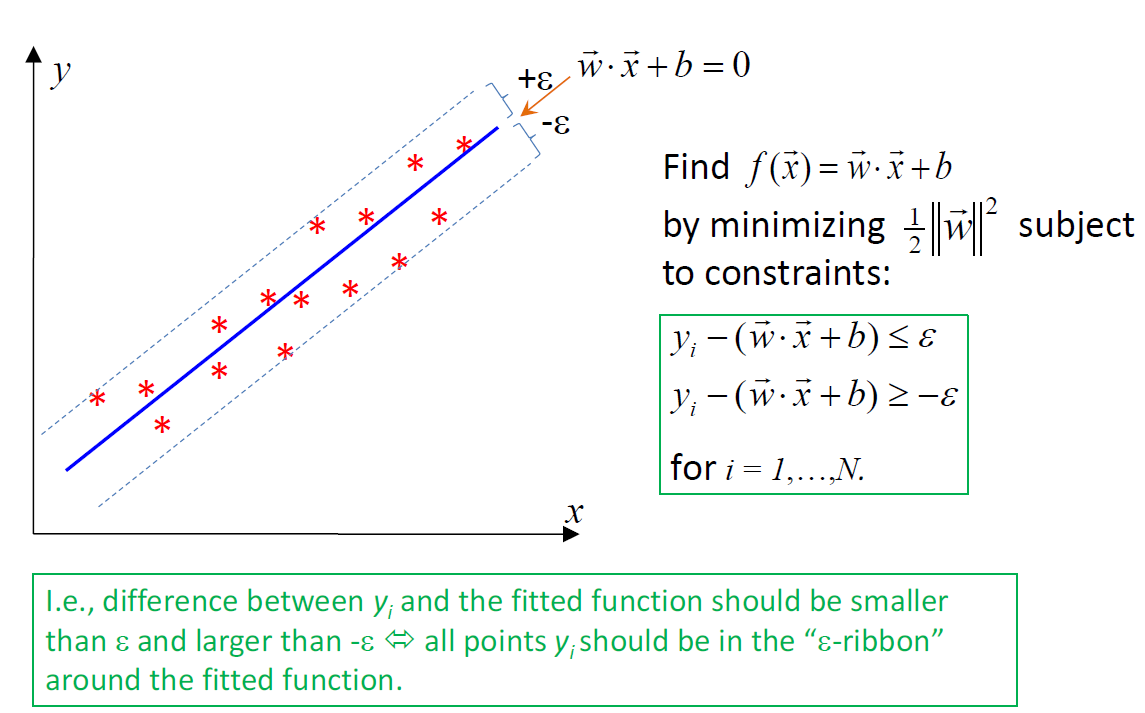 y
+ε
w⃗ · x⃗ + b = 0
-ε
Find f(x⃗) = w⃗ · x⃗ + b
by minimizing ½‖w⃗‖² subject
to constraints:
yᵢ − (w⃗ · x⃗ + b) ≤ ε
yᵢ − (w⃗ · x⃗ + b) ≥ −ε
for i = 1,…,N.
x
I.e., difference between yᵢ and the fitted function should be smaller
than ε and larger than -ε ⇔ all points yᵢ should be in the “ε-ribbon”
around the fitted function.